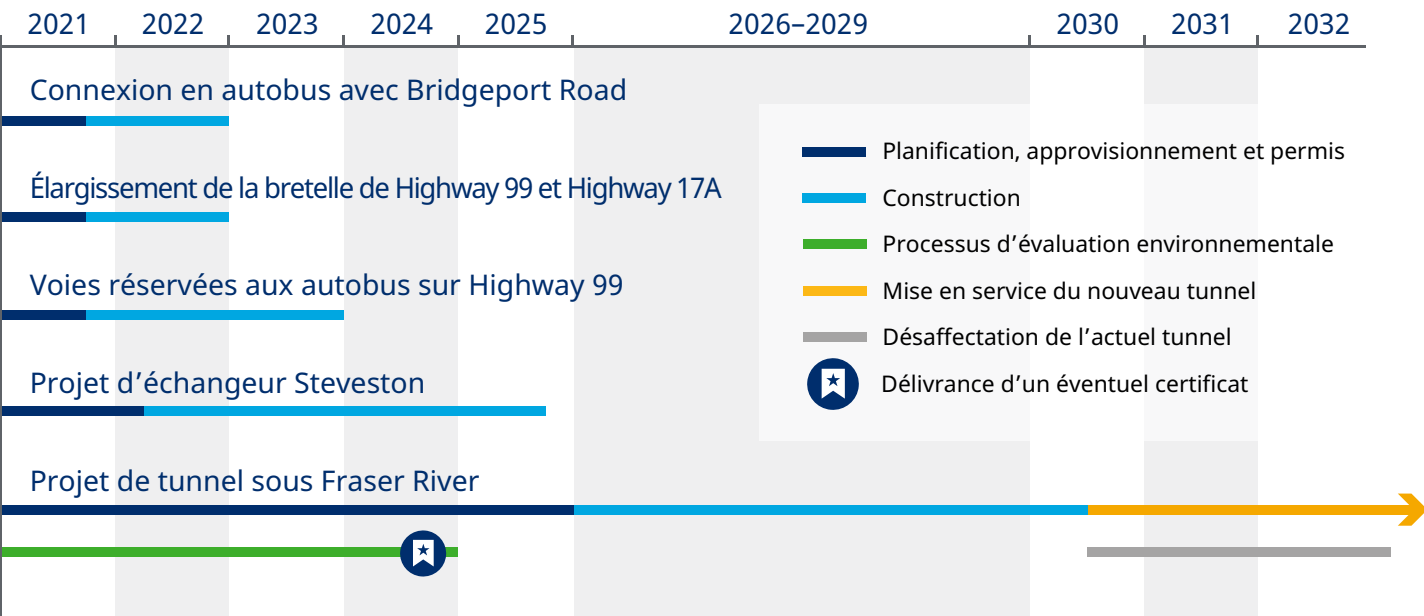 2021 2022 2023 2024 2025 2026–2029 2030 2031 2032
Connexion en autobus avec Bridgeport Road
Élargissement de la bretelle de Highway 99 et Highway 17A
Voies réservées aux autobus sur Highway 99
Projet d’échangeur Steveston
Projet de tunnel sous Fraser River
Planification, approvisionnement et permis
Construction
Processus d’évaluation environnementale
Mise en service du nouveau tunnel
Désaffectation de l’actuel tunnel
Délivrance d’un éventuel certificat